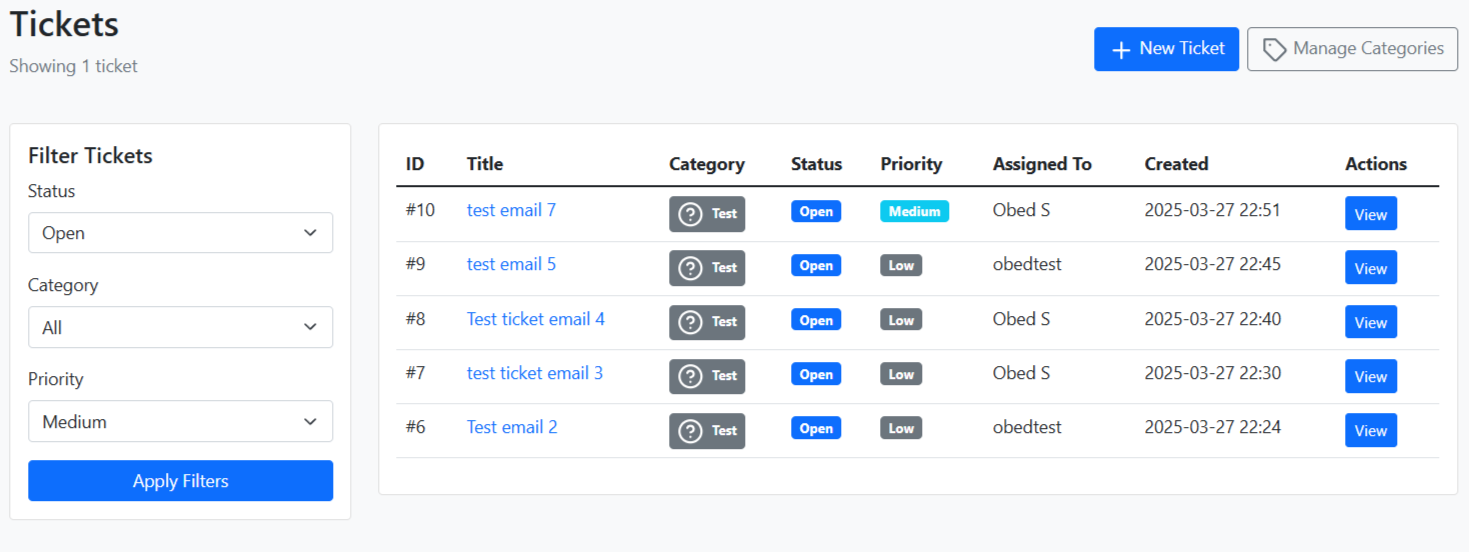 Tickets
Showing 1 ticket
New Ticket
Manage Categories
Filter Tickets
Status
Open
Category
All
Priority
Medium
Apply Filters
ID Title Category Status Priority Assigned To Created Actions
#10 test email 7 Test Open Medium Obed S 2025-03-27 22:51 View
#9 test email 5 Test Open Low obedtest 2025-03-27 22:45 View
#8 Test ticket email 4 Test Open Low Obed S 2025-03-27 22:40 View
#7 test ticket email 3 Test Open Low Obed S 2025-03-27 22:30 View
#6 Test email 2 Test Open Low obedtest 2025-03-27 22:24 View